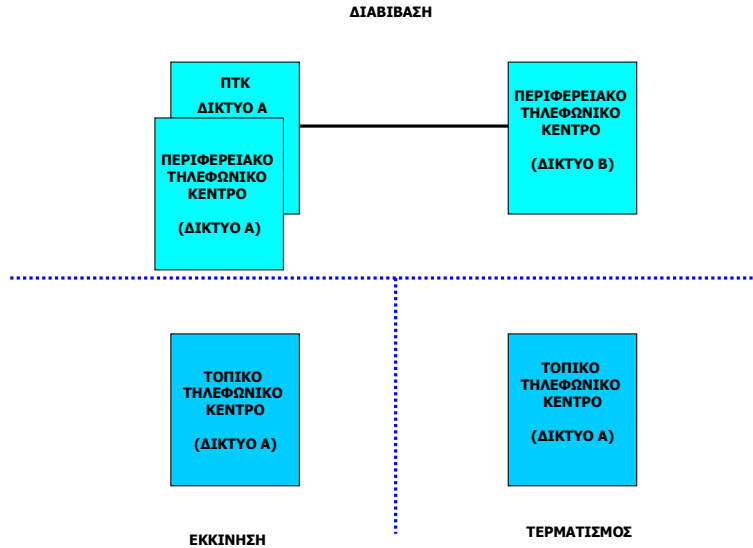 ΔΙΑΒΙΒΑΣΗ
ΠΤΚ
ΔΙΚΤΥΟ Α
ΠΕΡΙΦΕΡΕΙΑΚΟ
ΤΗΛΕΦΩΝΙΚΟ
ΚΕΝΤΡΟ
(ΔΙΚΤΥΟ Α)
ΠΕΡΙΦΕΡΕΙΑΚΟ
ΤΗΛΕΦΩΝΙΚΟ
ΚΕΝΤΡΟ
(ΔΙΚΤΥΟ Β)
ΤΟΠΙΚΟ
ΤΗΛΕΦΩΝΙΚΟ
ΚΕΝΤΡΟ
(ΔΙΚΤΥΟ Α)
ΤΟΠΙΚΟ
ΤΗΛΕΦΩΝΙΚΟ
ΚΕΝΤΡΟ
(ΔΙΚΤΥΟ Α)
ΕΚΚΙΝΗΣΗ
ΤΕΡΜΑΤΙΣΜΟΣ